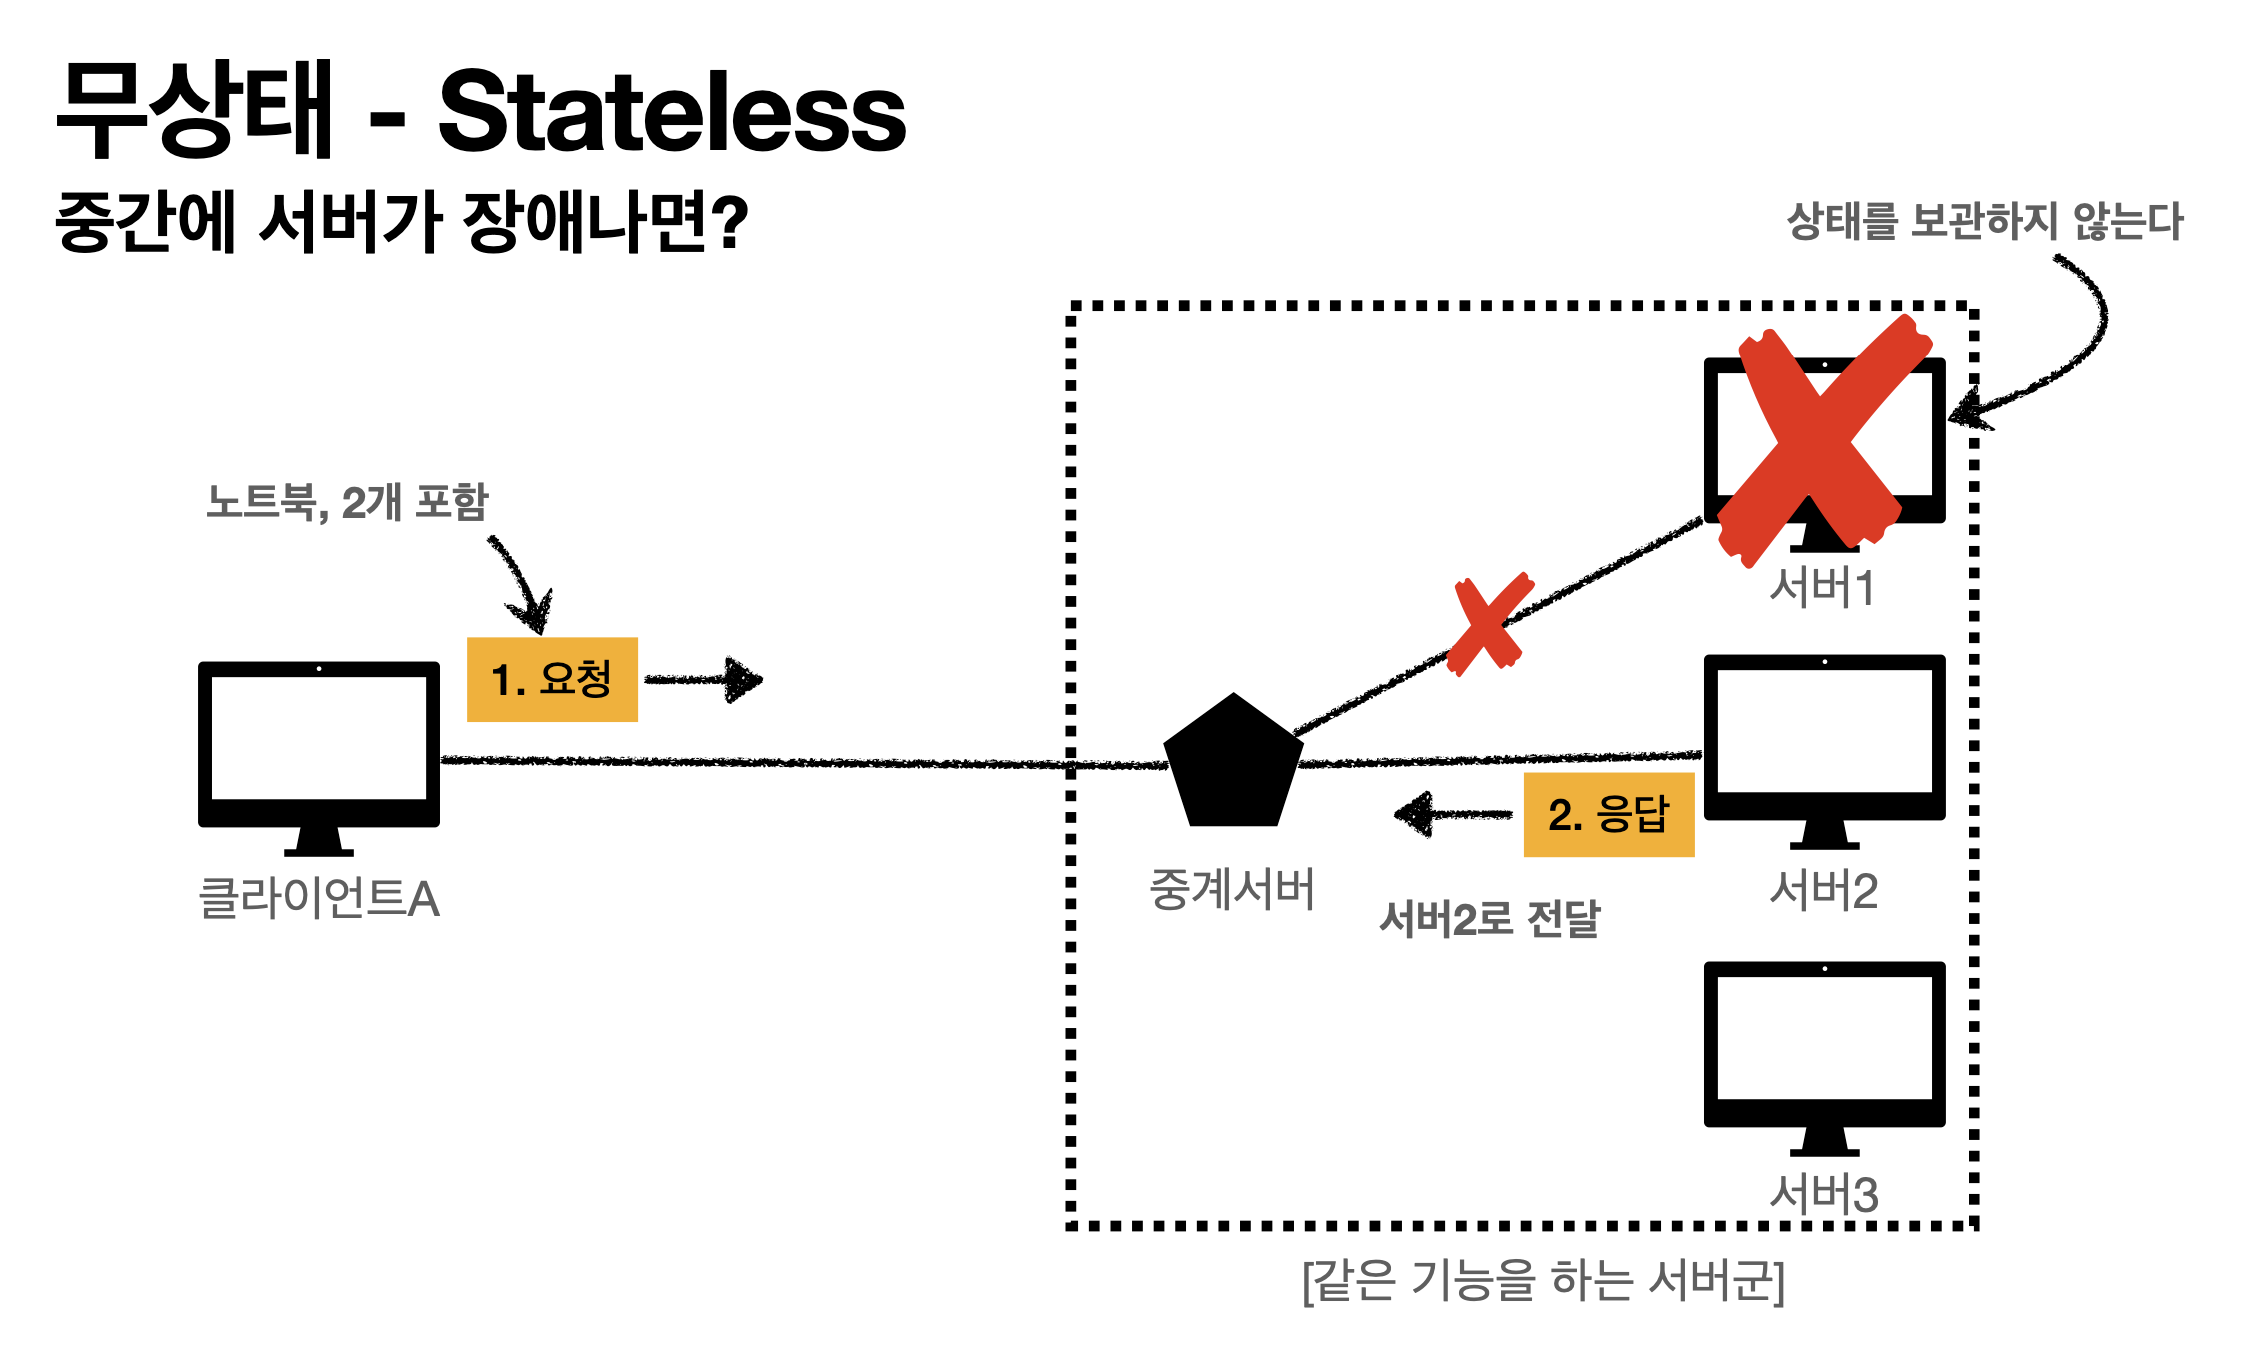 무상태 - Stateless
중간에 서버가 장애나면?
상태를 보관하지 않는다
노트북, 2개 포함
1. 요청
서버1
클라이언트A
중계서버
2. 응답
서버2로 전달
서버2
서버3
[같은 기능을 하는 서버군]